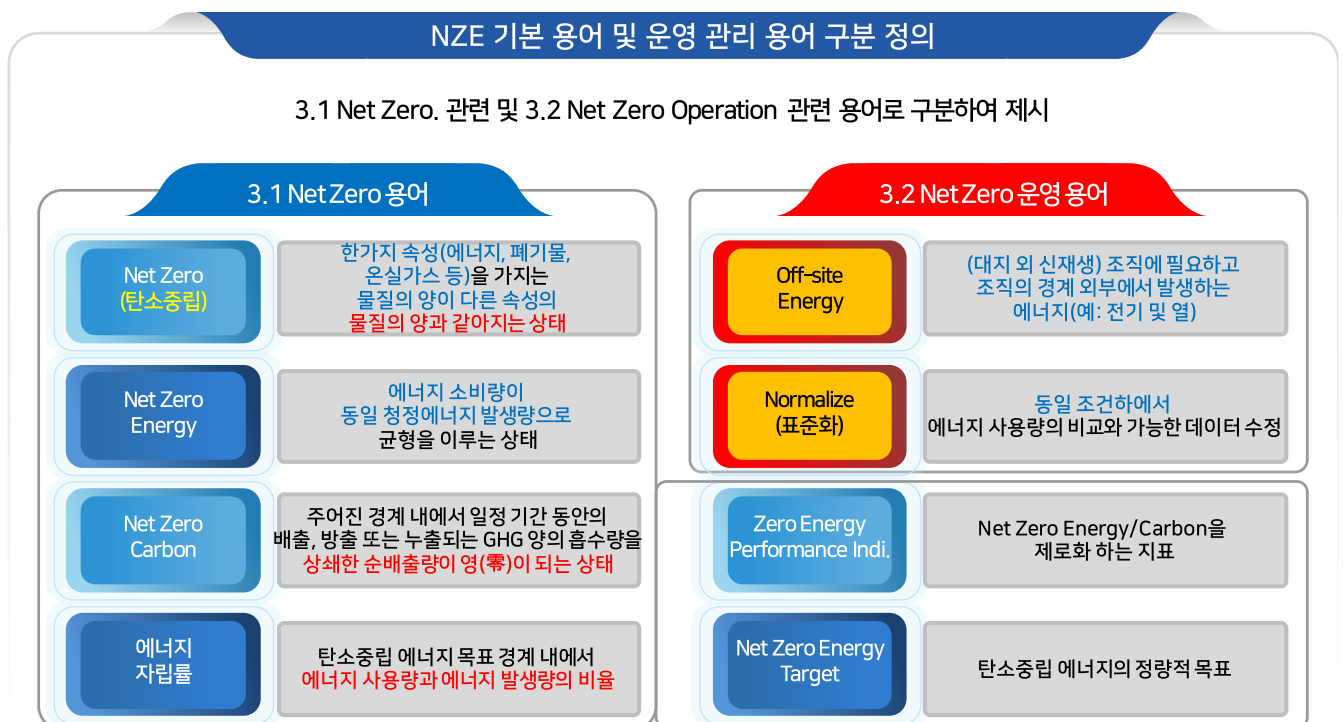 NZE 기본 용어 및 운영 관리 용어 구분 정의
3.1 Net Zero. 관련 및 3.2 Net Zero Operation 관련 용어로 구분하여 제시
3.1 Net Zero 용어
Net Zero
(탄소중립)
한가지 속성(에너지, 폐기물,
온실가스 등)을 가지는
물질의 양이 다른 속성의
물질의 양과 같아지는 상태
Net Zero
Energy
에너지 소비량이
동일 청정에너지 발생량으로
균형을 이루는 상태
Net Zero
Carbon
주어진 경계 내에서 일정 기간 동안의
배출, 방출 또는 누출되는 GHG 양의 흡수량을
상쇄한 순배출량이 영(零)이 되는 상태
에너지
자립률
탄소중립 에너지 목표 경계 내에서
에너지 사용량과 에너지 발생량의 비율
3.2 Net Zero 운영 용어
Off-site
Energy
(대지 외 신재생) 조직에 필요하고
조직의 경계 외부에서 발생하는
에너지(예: 전기 및 열)
Normalize
(표준화)
동일 조건하에서
에너지 사용량의 비교와 가능한 데이터 수정
Zero Energy
Performance Indi.
Net Zero Energy/Carbon을
제로화 하는 지표
Net Zero Energy
Target
탄소중립 에너지의 정량적 목표